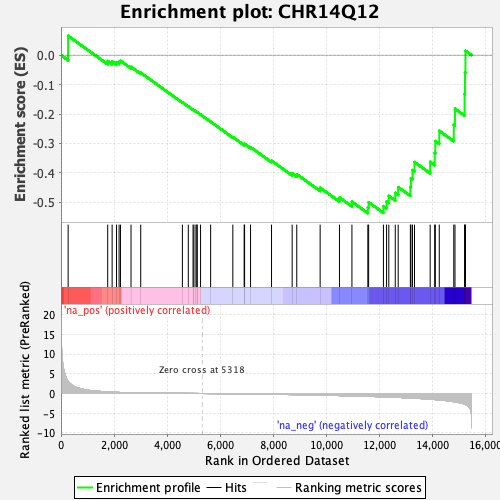 Enrichment plot: CHR14Q12
Enrichment score (ES)
0.0
-0.1
-0.2
-0.3
-0.4
-0.5
'na_pos' (positively correlated)
Ranked list metric (PreRanked)
20
15
10
5
0
-5
-10
Zero cross at 5318
'na_neg' (negatively correlated)
0 2,000 4,000 6,000 8,000 10,000 12,000 14,000 16,000
Rank in Ordered Dataset
Enrichment profile Hits Ranking metric scores